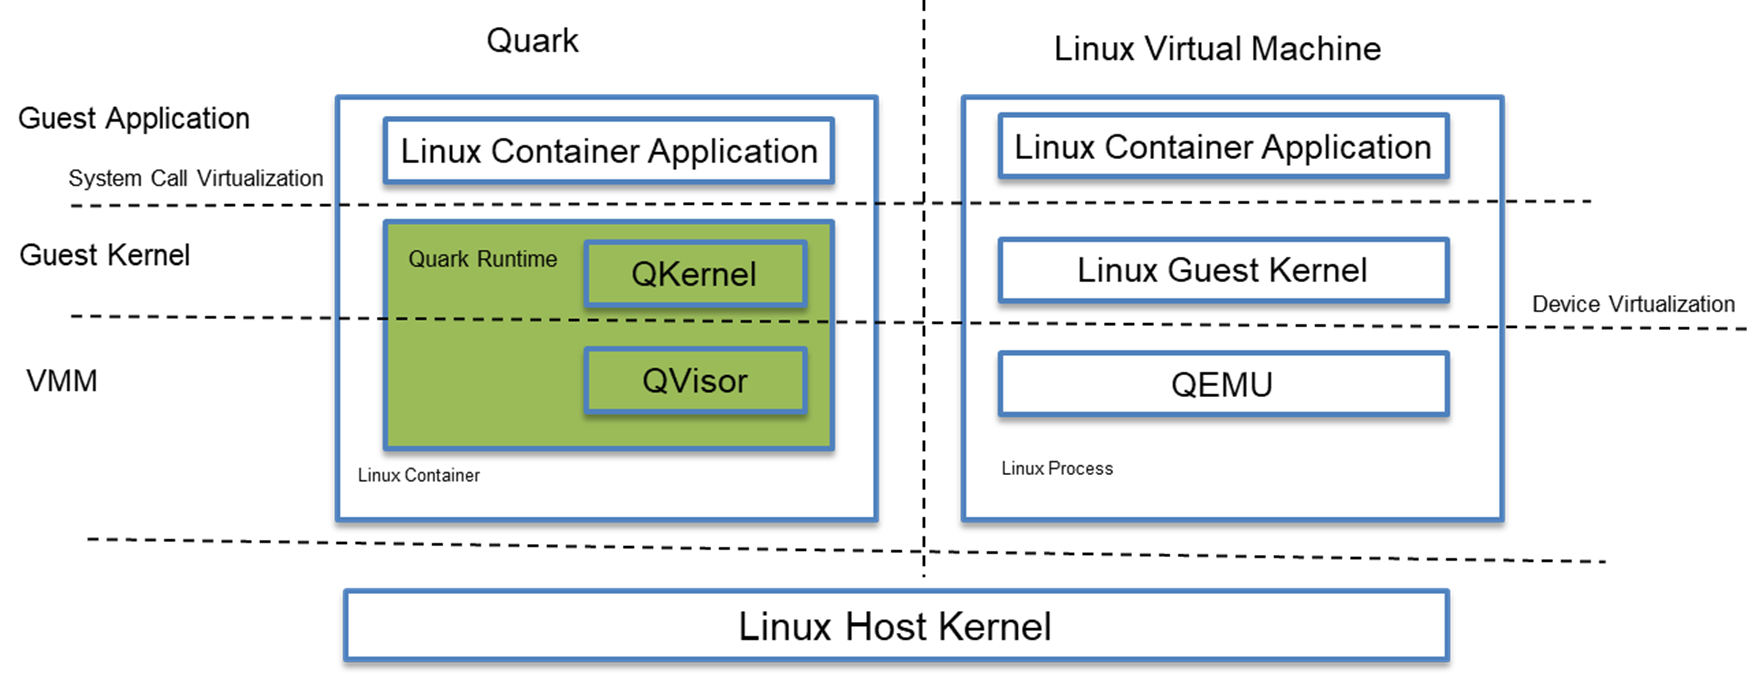 Quark
Linux Virtual Machine
Guest Application
Linux Container Application
Linux Container Application
System Call Virtualization
Guest Kernel
Quark Runtime
QKernel
Linux Guest Kernel
Device Virtualization
VMM
QVisor
QEMU
Linux Container
Linux Process
Linux Host Kernel